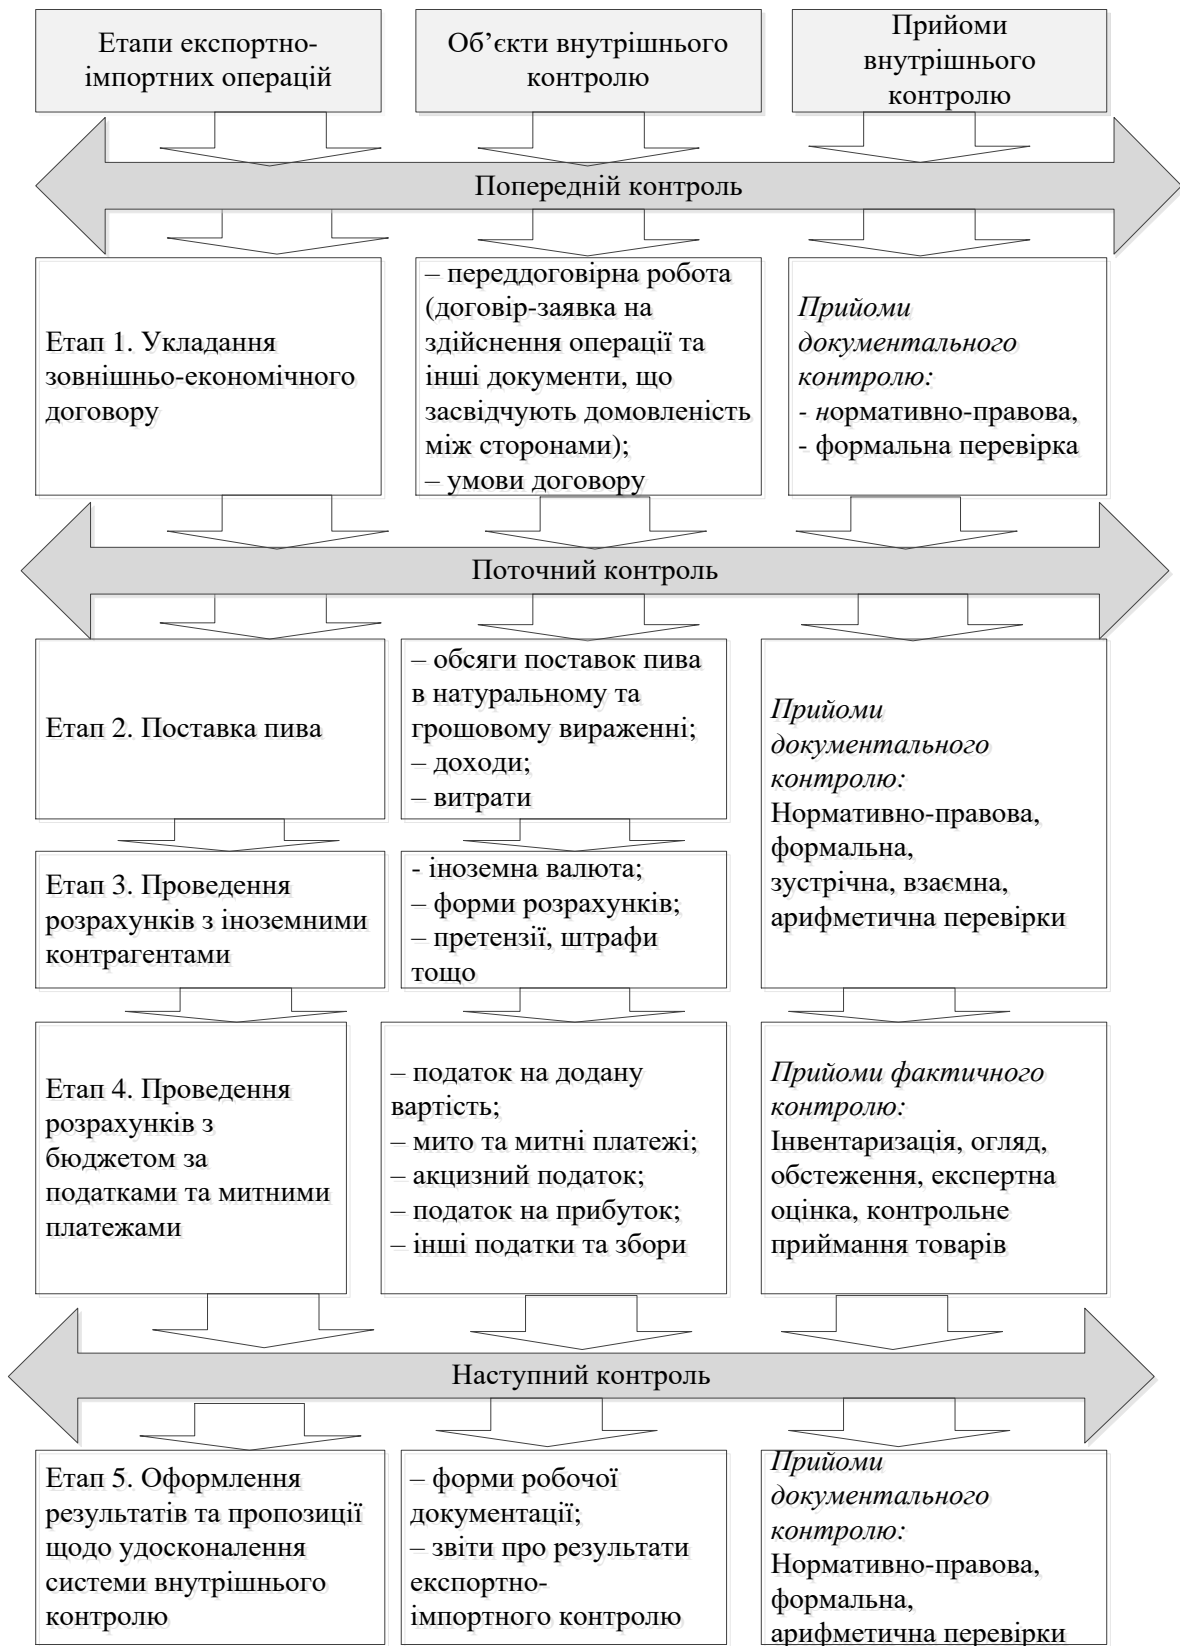 Етапи експортно-
імпортних операцій
Об’єкти внутрішнього
контролю
Прийоми
внутрішнього
контролю
Попередній контроль
Етап 1. Укладання
зовнішньо-економічного
договору
– переддоговірна робота
(договір-заявка на
здійснення операції та
інші документи, що
засвідчують домовленість
між сторонами);
– умови договору
Прийоми
документального
контролю:
- нормативно-правова,
- формальна перевірка
Поточний контроль
Етап 2. Поставка пива
– обсяги поставок пива
в натуральному та
грошовому вираженні;
– доходи;
– витрати
Прийоми
документального
контролю:
Нормативно-правова,
формальна,
зустрічна, взаємна,
арифметична перевірки
Етап 3. Проведення
розрахунків з іноземними
контрагентами
- іноземна валюта;
– форми розрахунків;
– претензії, штрафи
тощо
Етап 4. Проведення
розрахунків з
бюджетом за
податками та митними
платежами
– податок на додану
вартість;
– мито та митні платежі;
– акцизний податок;
– податок на прибуток;
– інші податки та збори
Прийоми фактичного
контролю:
Інвентаризація, огляд,
обстеження, експертна
оцінка, контрольне
приймання товарів
Наступний контроль
Етап 5. Оформлення
результатів та пропозиції
щодо удосконалення
системи внутрішнього
контролю
– форми робочої
документації;
– звіти про результати
експортно-
імпортного контролю
Прийоми
документального
контролю:
Нормативно-правова,
формальна,
арифметична перевірки